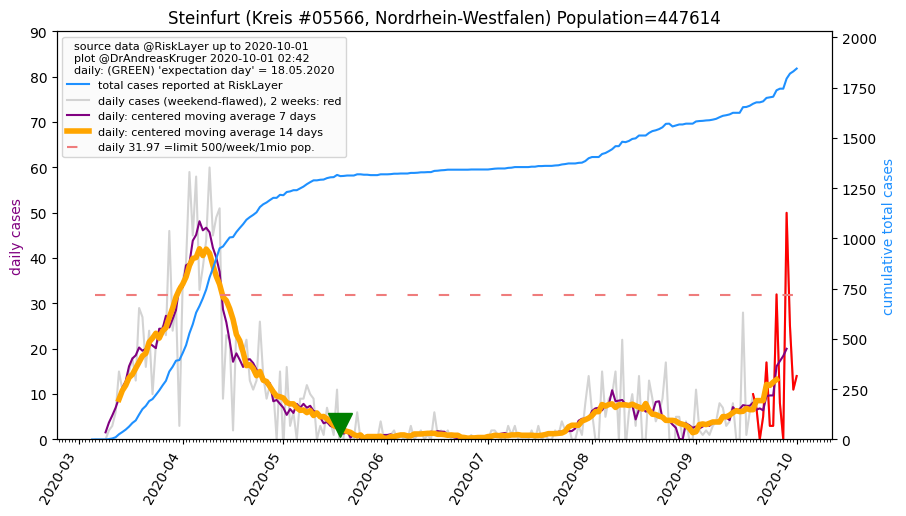 Steinfurt (Kreis #05566, Nordrhein-Westfalen) Population=447614
source data @RiskLayer up to 2020-10-01
plot @DrAndreasKruger 2020-10-01 02:42
daily: (GREEN) 'expectation day' = 18.05.2020
total cases reported at RiskLayer
daily cases (weekend-flawed), 2 weeks: red
daily: centered moving average 7 days
daily: centered moving average 14 days
daily 31.97 =limit 500/week/1mio pop.
daily cases
90
80
70
60
50
40
30
20
10
0
2000
1750
1500
1250
1000
750
500
250
0
cumulative total cases
2020-03
2020-04
2020-05
2020-06
2020-07
2020-08
2020-09
2020-10